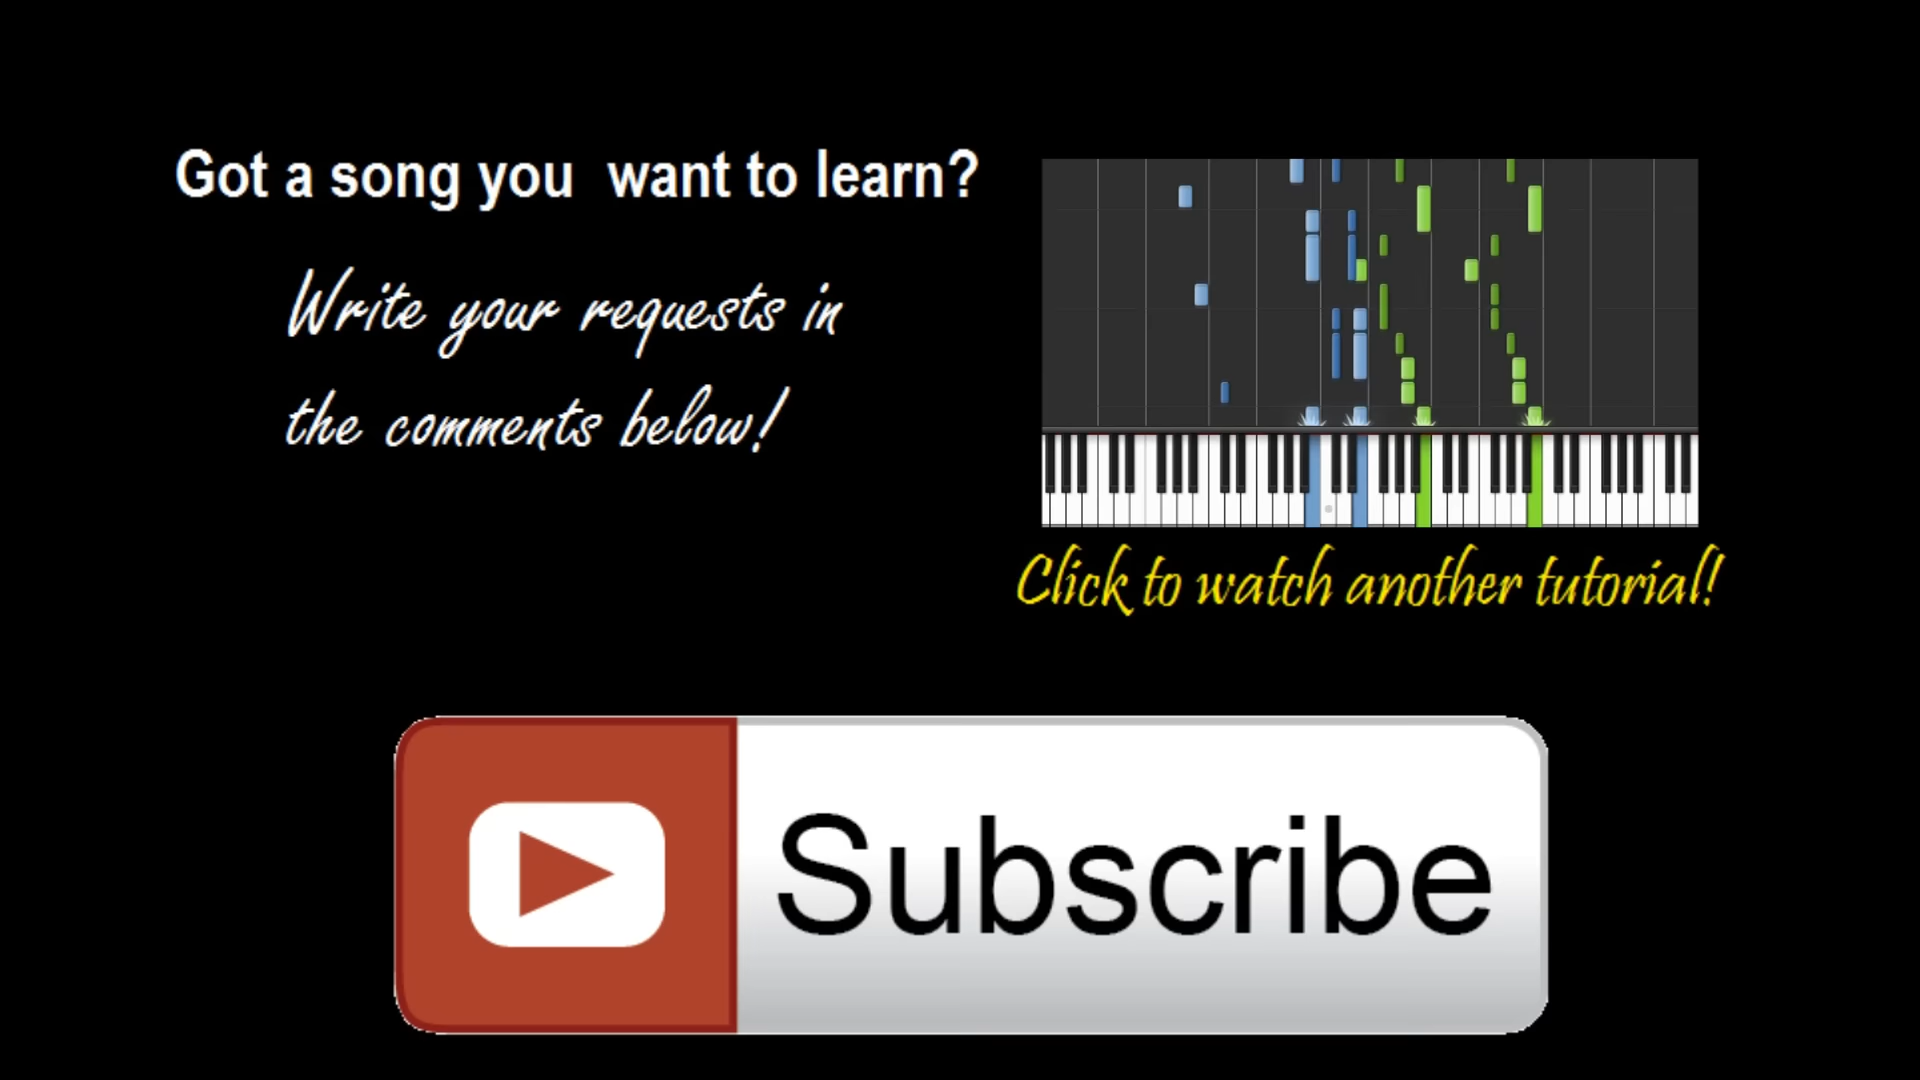 Got a song you  want to learn?
Write your requests in
the comments below!
Click to watch another tutorial!
Subscribe